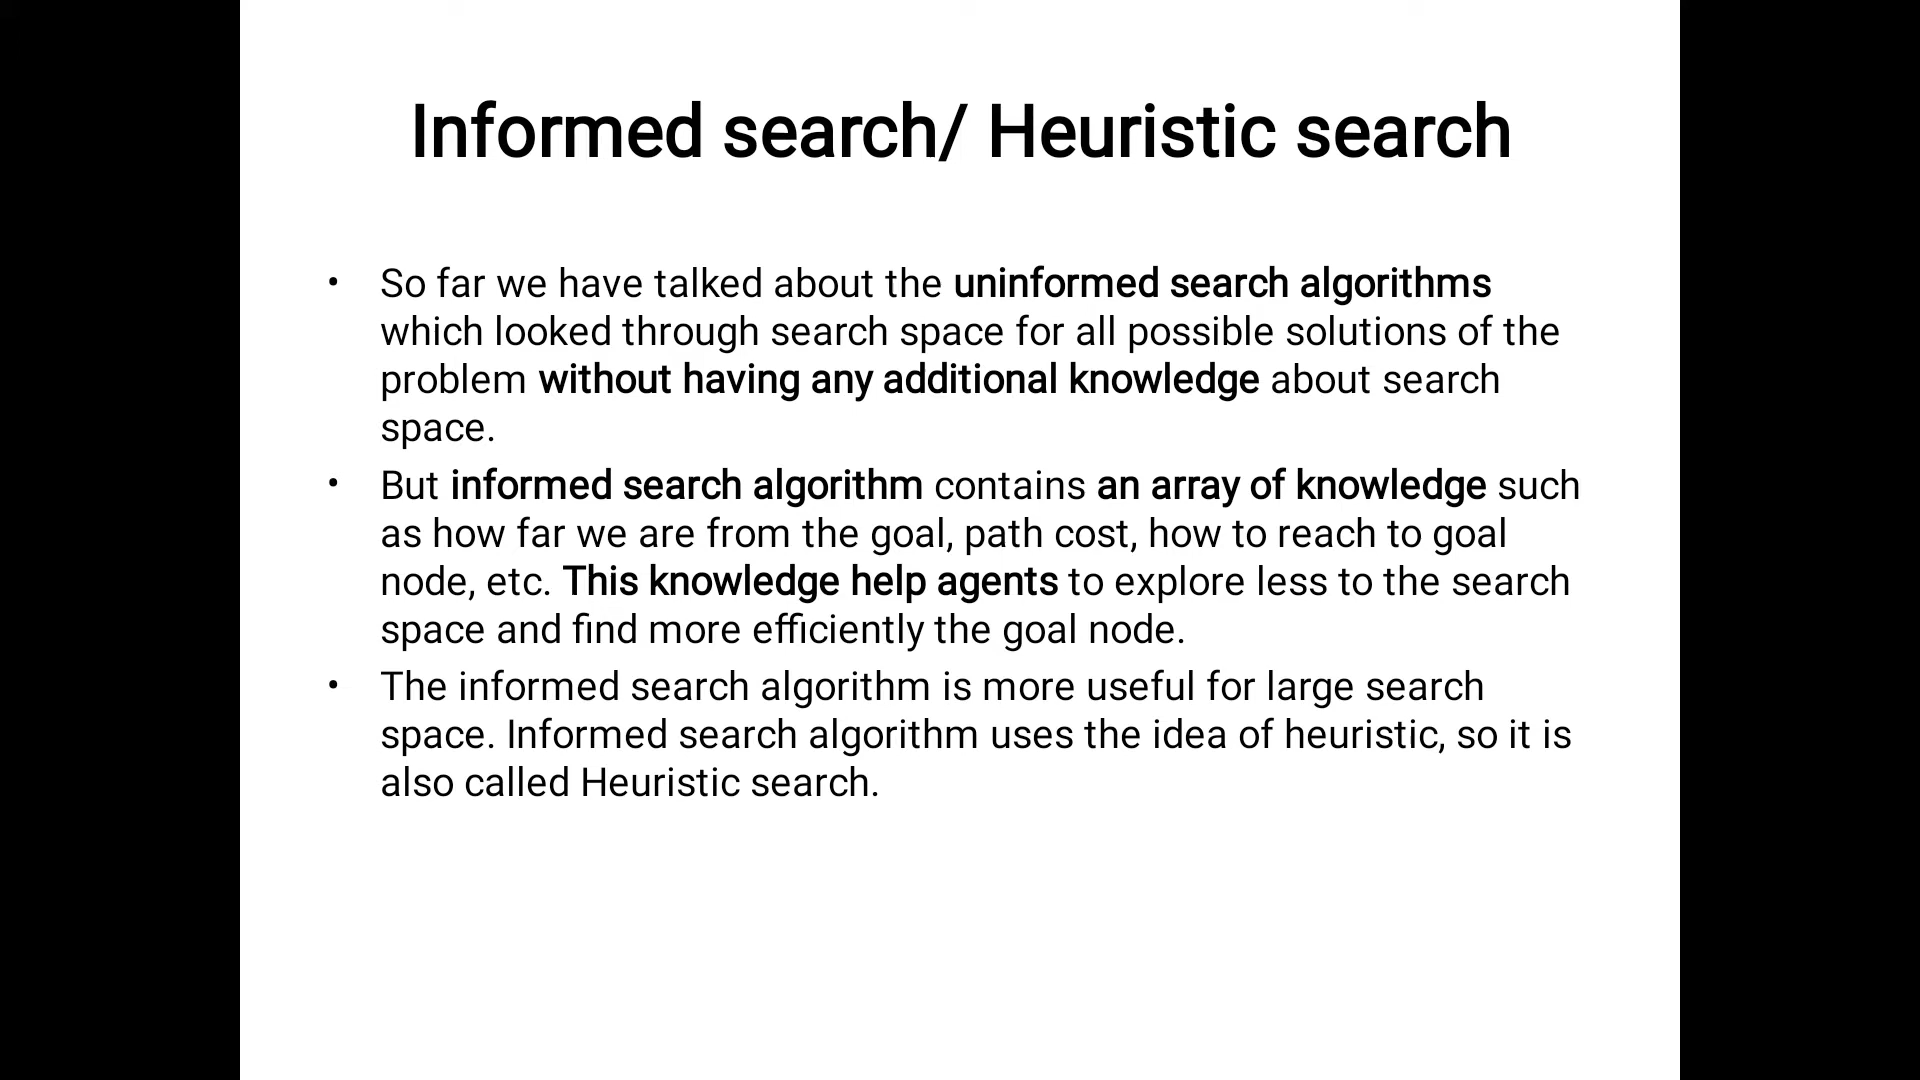 Informed search/ Heuristic search
• So far we have talked about the uninformed search algorithms
which looked through search space for all possible solutions of the
problem without having any additional knowledge about search
space.
• But informed search algorithm contains an array of knowledge such
as how far we are from the goal, path cost, how to reach to goal
node, etc. This knowledge help agents to explore less to the search
space and find more efficiently the goal node.
• The informed search algorithm is more useful for large search
space. Informed search algorithm uses the idea of heuristic, so it is
also called Heuristic search.